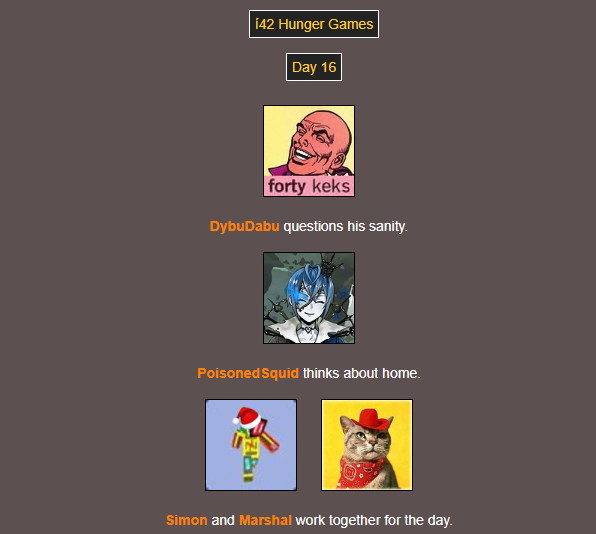 í42 Hunger Games
Day 16
forty keks
DybuDabu questions his sanity.
PoisonedSquid thinks about home.
Simon and Marshal work together for the day.